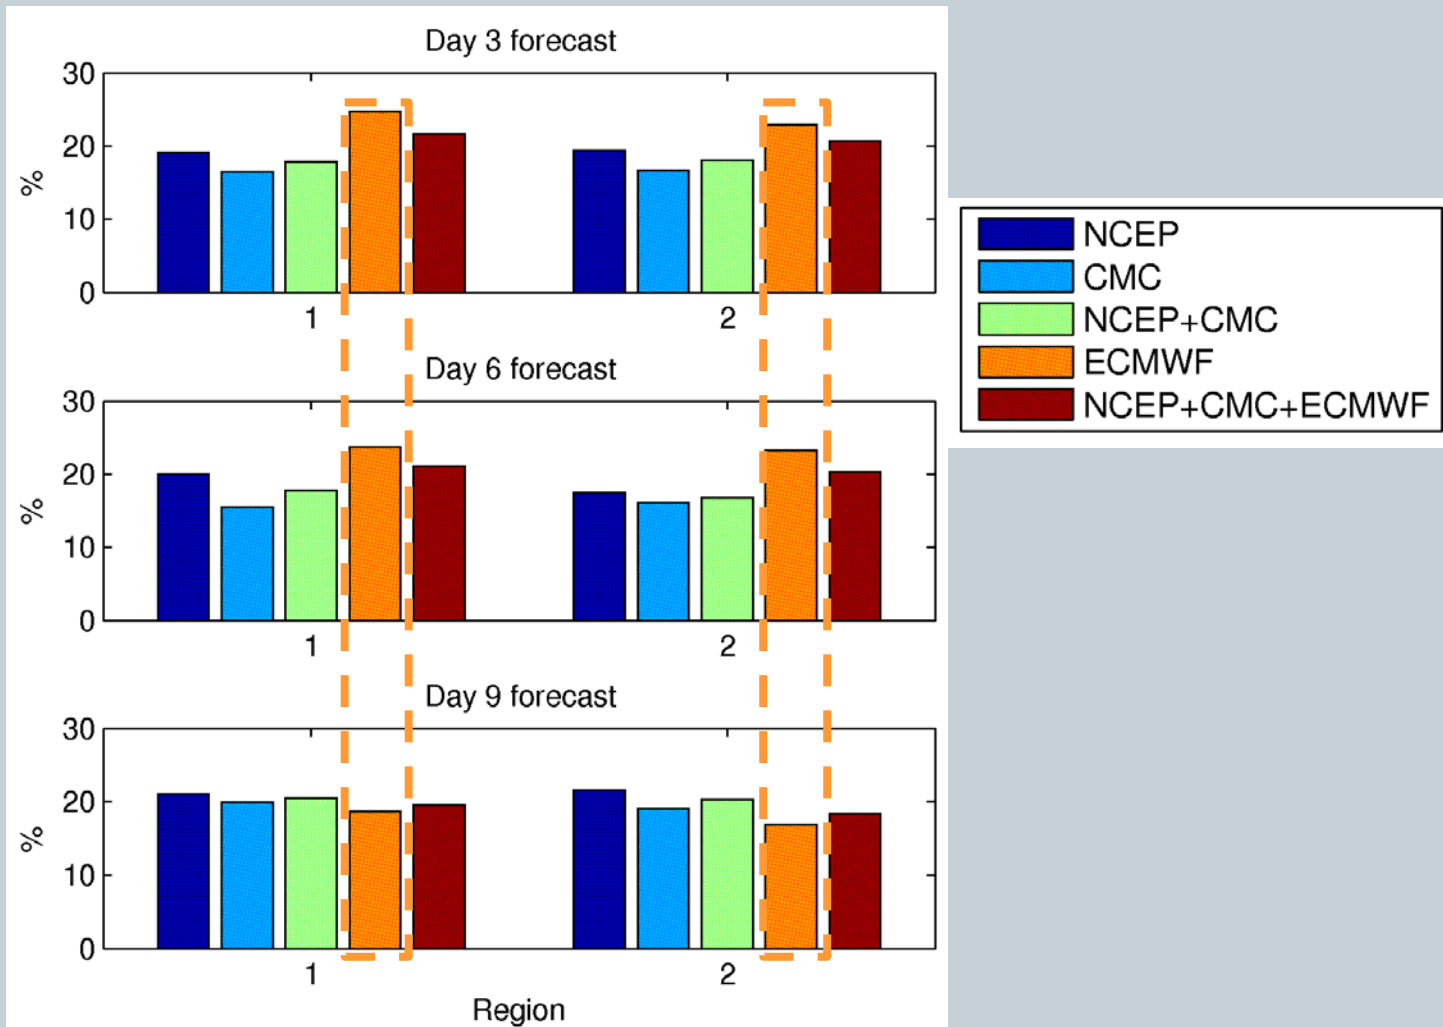 Day 3 forecast
30
20
10
0
%
1 2
Day 6 forecast
30
20
10
0
%
1 2
Day 9 forecast
30
20
10
0
%
1 2
Region
NCEP
CMC
NCEP+CMC
ECMWF
NCEP+CMC+ECMWF